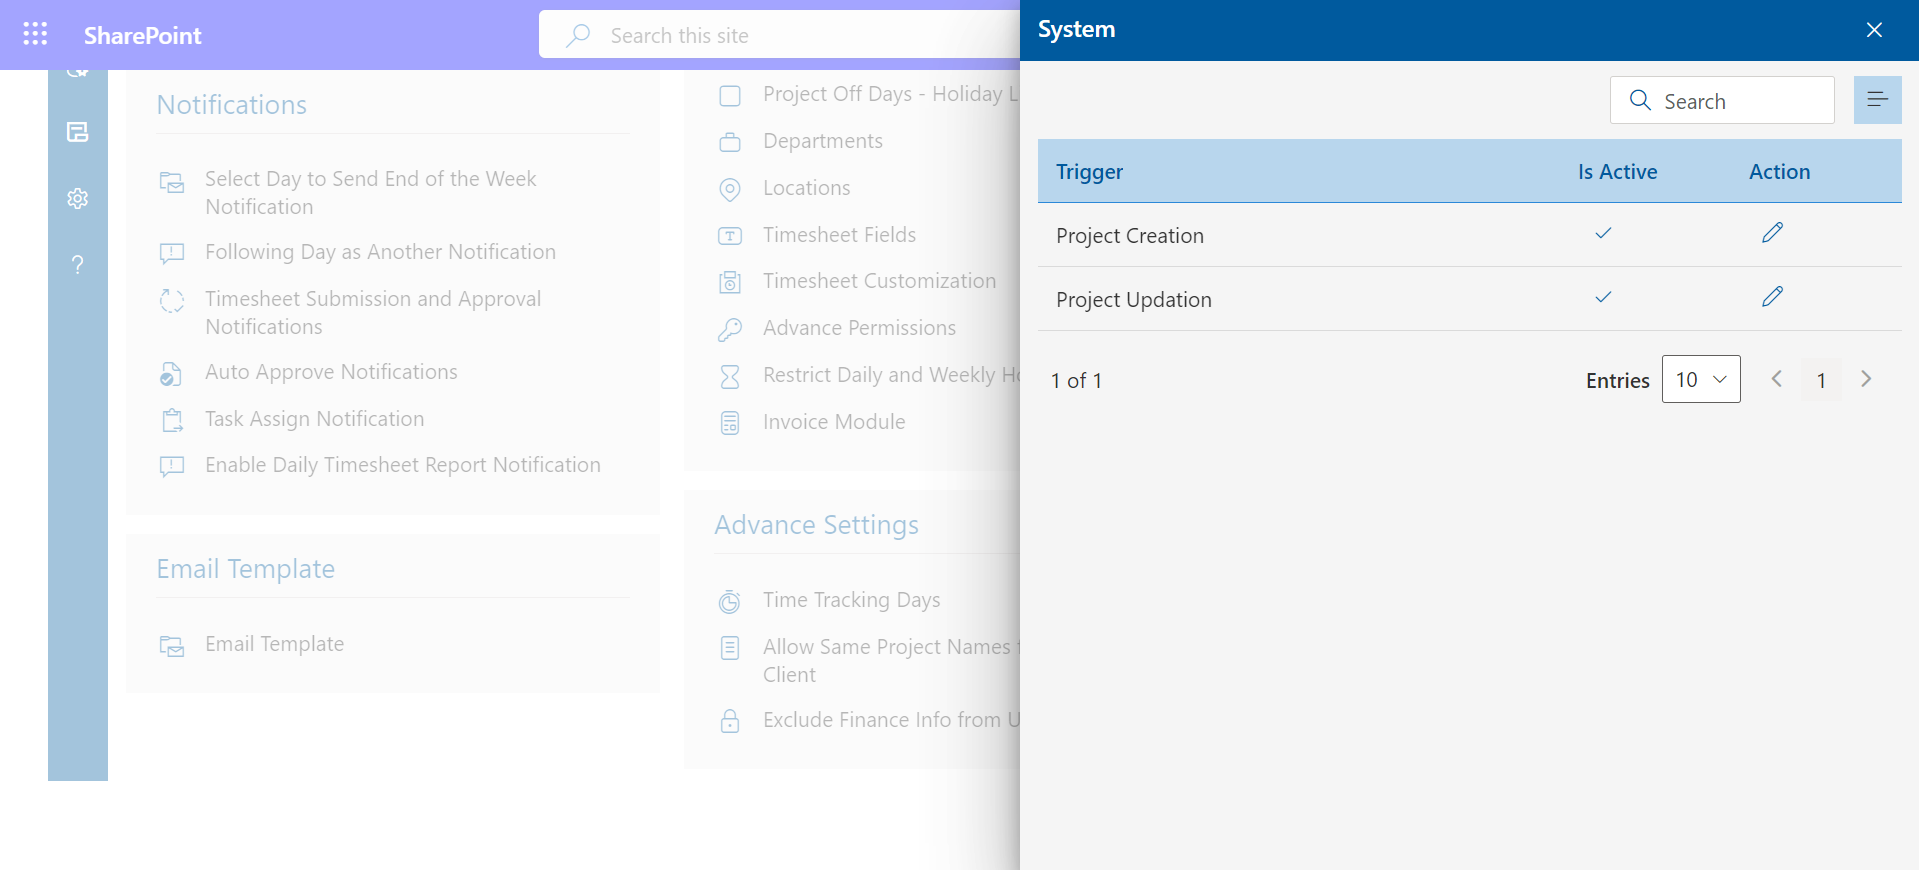 SharePoint
Search this site
Notifications
Select Day to Send End of the Week
Notification
Following Day as Another Notification
Timesheet Submission and Approval
Notifications
Auto Approve Notifications
Task Assign Notification
Enable Daily Timesheet Report Notification
Email Template
Email Template
Project Off Days - Holiday L
Departments
Locations
Timesheet Fields
Timesheet Customization
Advance Permissions
Restrict Daily and Weekly Ho
Invoice Module
Advance Settings
Time Tracking Days
Allow Same Project Names f
Client
Exclude Finance Info from U
System
Search
Trigger Is Active Action
Project Creation
Project Updation
1 of 1 Entries 10 1